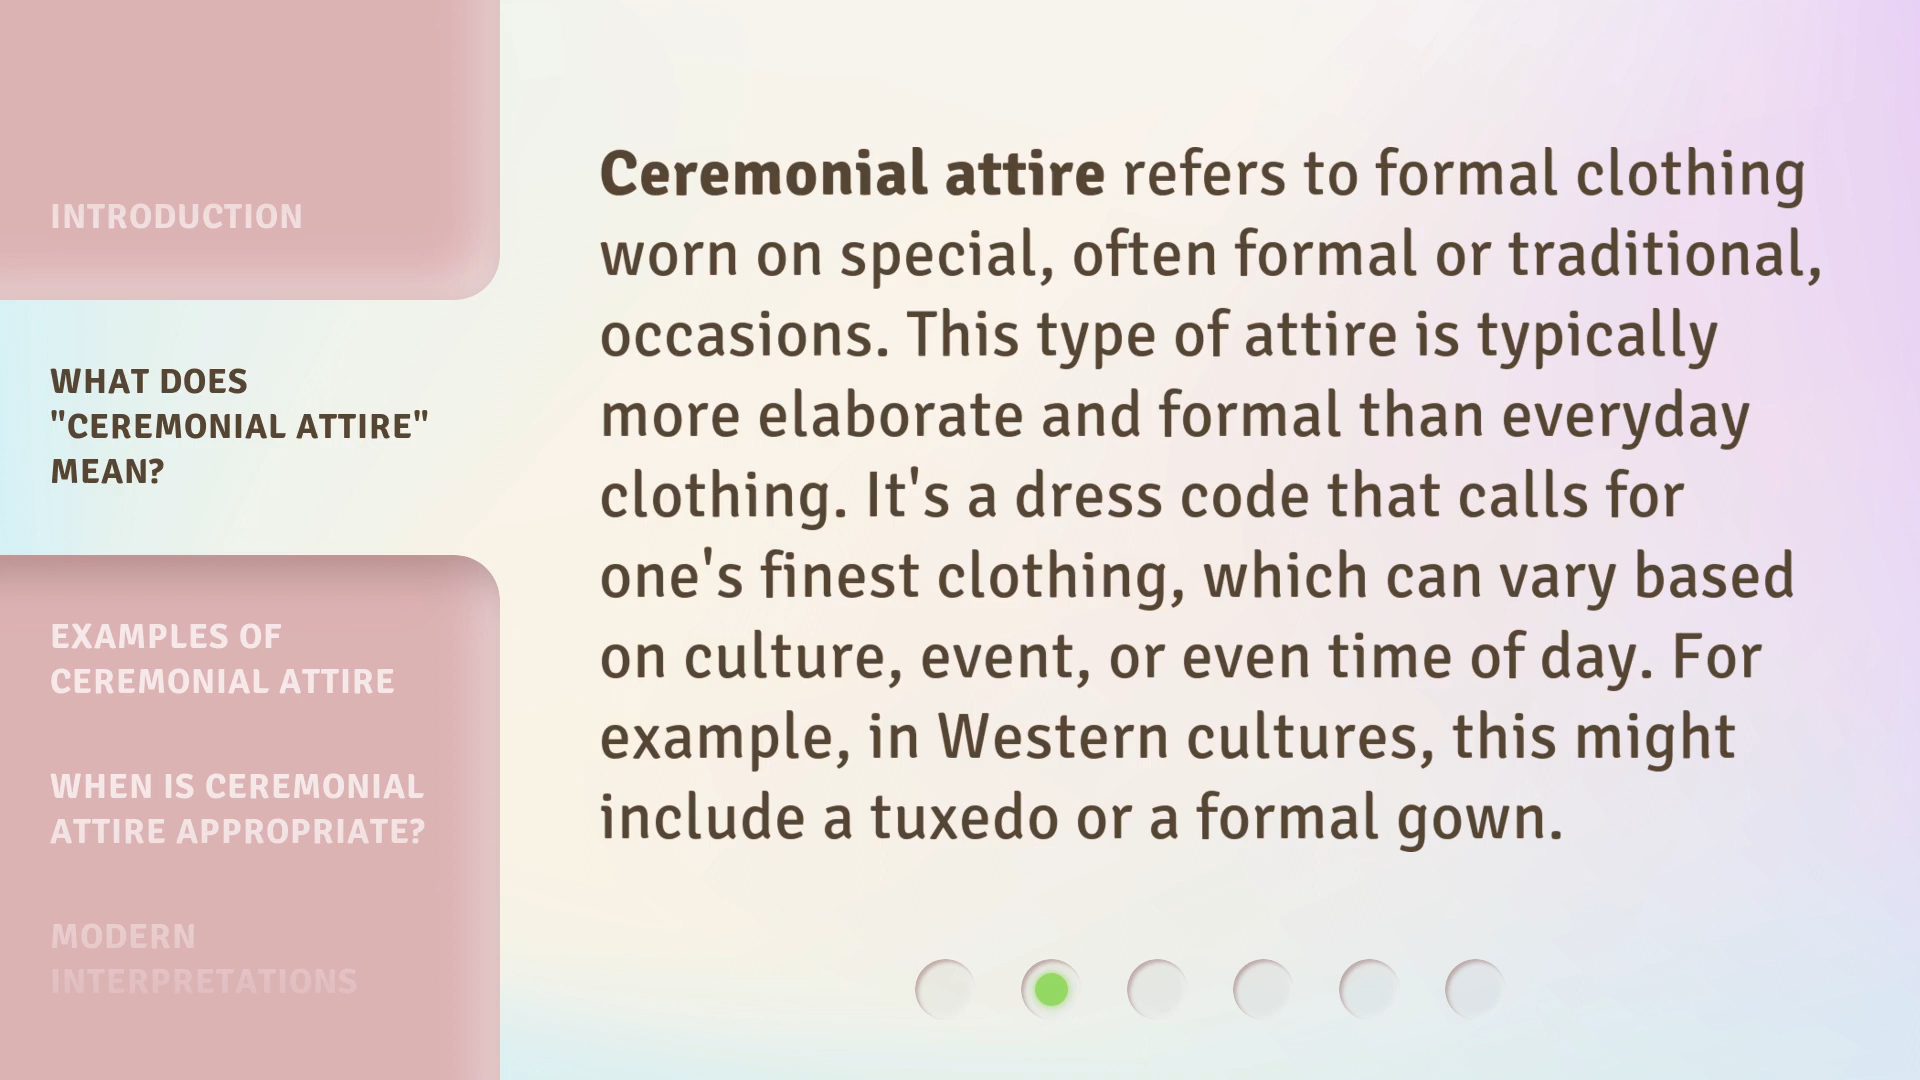 INTRODUCTION
WHAT DOES
"CEREMONIAL ATTIRE"
MEAN?
EXAMPLES OF
CEREMONIAL ATTIRE
WHEN IS CEREMONIAL
ATTIRE APPROPRIATE?
MODERN
INTERPRETATIONS
Ceremonial attire refers to formal clothing
worn on special, often formal or traditional,
occasions. This type of attire is typically
more elaborate and formal than everyday
clothing. It's a dress code that calls for
one's finest clothing, which can vary based
on culture, event, or even time of day. For
example, in Western cultures, this might
include a tuxedo or a formal gown.